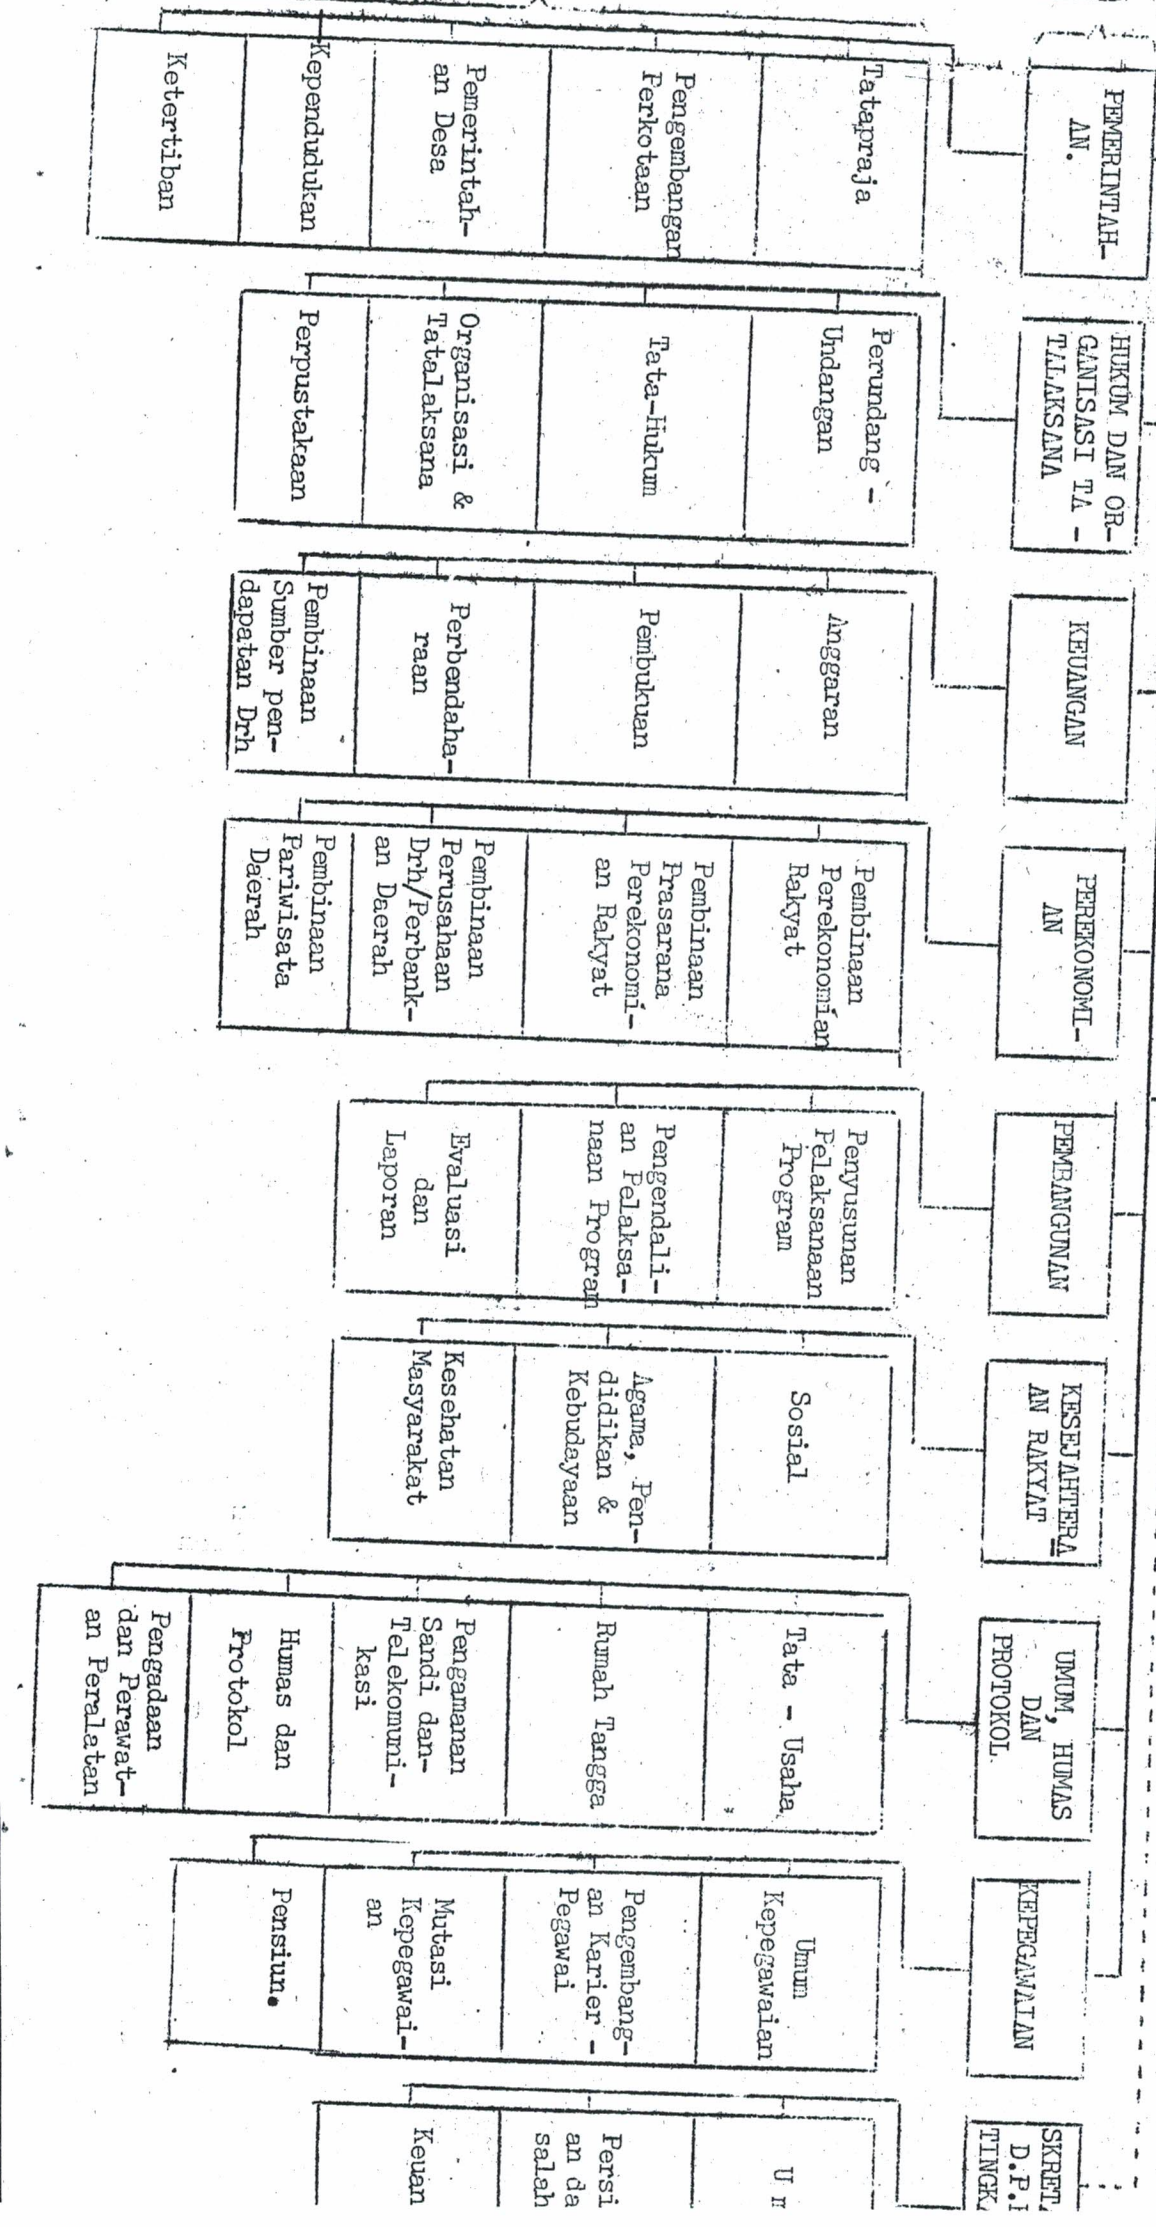 PEMERINTAH-
AN.
Tatapraja
Pengembangan
Perkotaan
Pemerintah-
an Desa
Kependudukan
Ketertiban
HUKUM DAN OR-
GANISASI TA -
TALAKSANA
Perundang -
Undangan
Tata-Hukum
Organisasi &
Tatalaksana
Perpustakaan
KEUANGAN
Anggaran
Pembukuan
Perbendaha-
raan
Pembinaan
Sumber pen-
dapatan Drh
PEREKONOMI-
AN
Pembinaan
Perekonomian
Rakyat
Pembinaan
Prasarana
Perekonomi-
an Rakyat
Pembinaan
Perusahaan
Drh/Perbank-
an Daerah
Pembinaan
Pariwisata
Daerah
PEMBANGUNAN
Penyusunan
Pelaksanaan
Program
Pengendali-
an Pelaksa-
naan Program
Evaluasi
dan
Laporan
KESEJAHTERA
AN RAKYAT =
Sosial
Agama, Pen-
didikan &
Kebudayaan
Kesehatan
Masyarakat
UMUM, HUMAS
DAN
PROTOKOL.
Tata - Usaha
Rumah Tangga
Pengamanan
Sandi dan-
Telekomuni-
kasi
Humas dan
Protokol
Pengadaan
dan Perawat-
an Peralatan
KEPEGAWAIAN
Umum
Kepegawaian
Pengembang-
an Karier -
Pegawai
Mutasi
Kepegawai-
an
Pensiun.
SKRET
D.P.
TINGK
U
Persi
an da
salah
Keuan